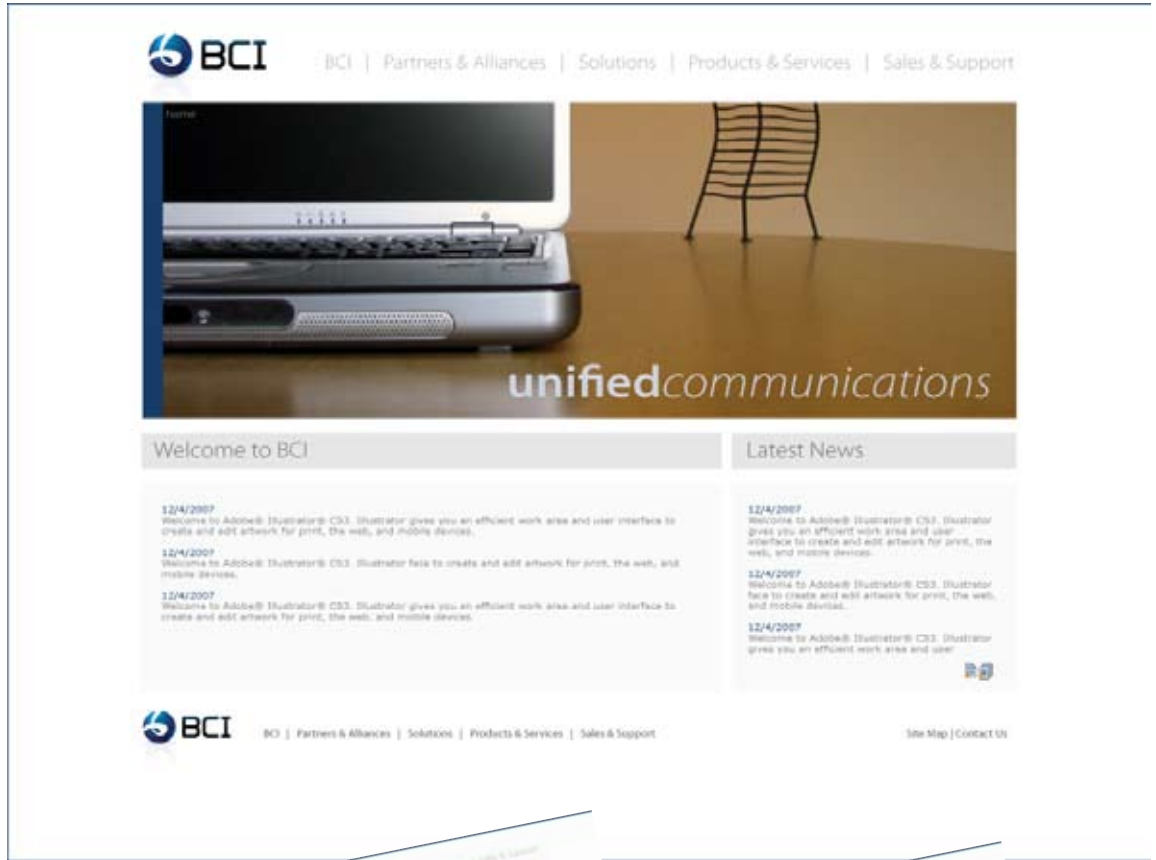 BCI
BCI | Partners & Alliances | Solutions | Products & Services | Sales & Support
home
unifiedcommunications
Welcome to BCI
12/4/2007
Welcome to Adobe® Illustrator® CS3. Illustrator gives you an efficient work area and user interface to
create and edit artwork for print, the web, and mobile devices.
12/4/2007
Welcome to Adobe® Illustrator® CS3. Illustrator face to create and edit artwork for print, the web, and
mobile devices.
12/4/2007
Welcome to Adobe® Illustrator® CS3. Illustrator gives you an efficient work area and user interface to
create and edit artwork for print, the web, and mobile devices.
Latest News
12/4/2007
Welcome to Adobe® Illustrator® CS3. Illustrator
gives you an efficient work area and user
interface to create and edit artwork for print, the
web, and mobile devices.
12/4/2007
Welcome to Adobe® Illustrator® CS3. Illustrator
face to create and edit artwork for print, the web,
and mobile devices.
12/4/2007
Welcome to Adobe® Illustrator® CS3. Illustrator
gives you an efficient work area and user
BCI
BCI | Partners & Alliances | Solutions | Products & Services | Sales & Support
Site Map | Contact Us